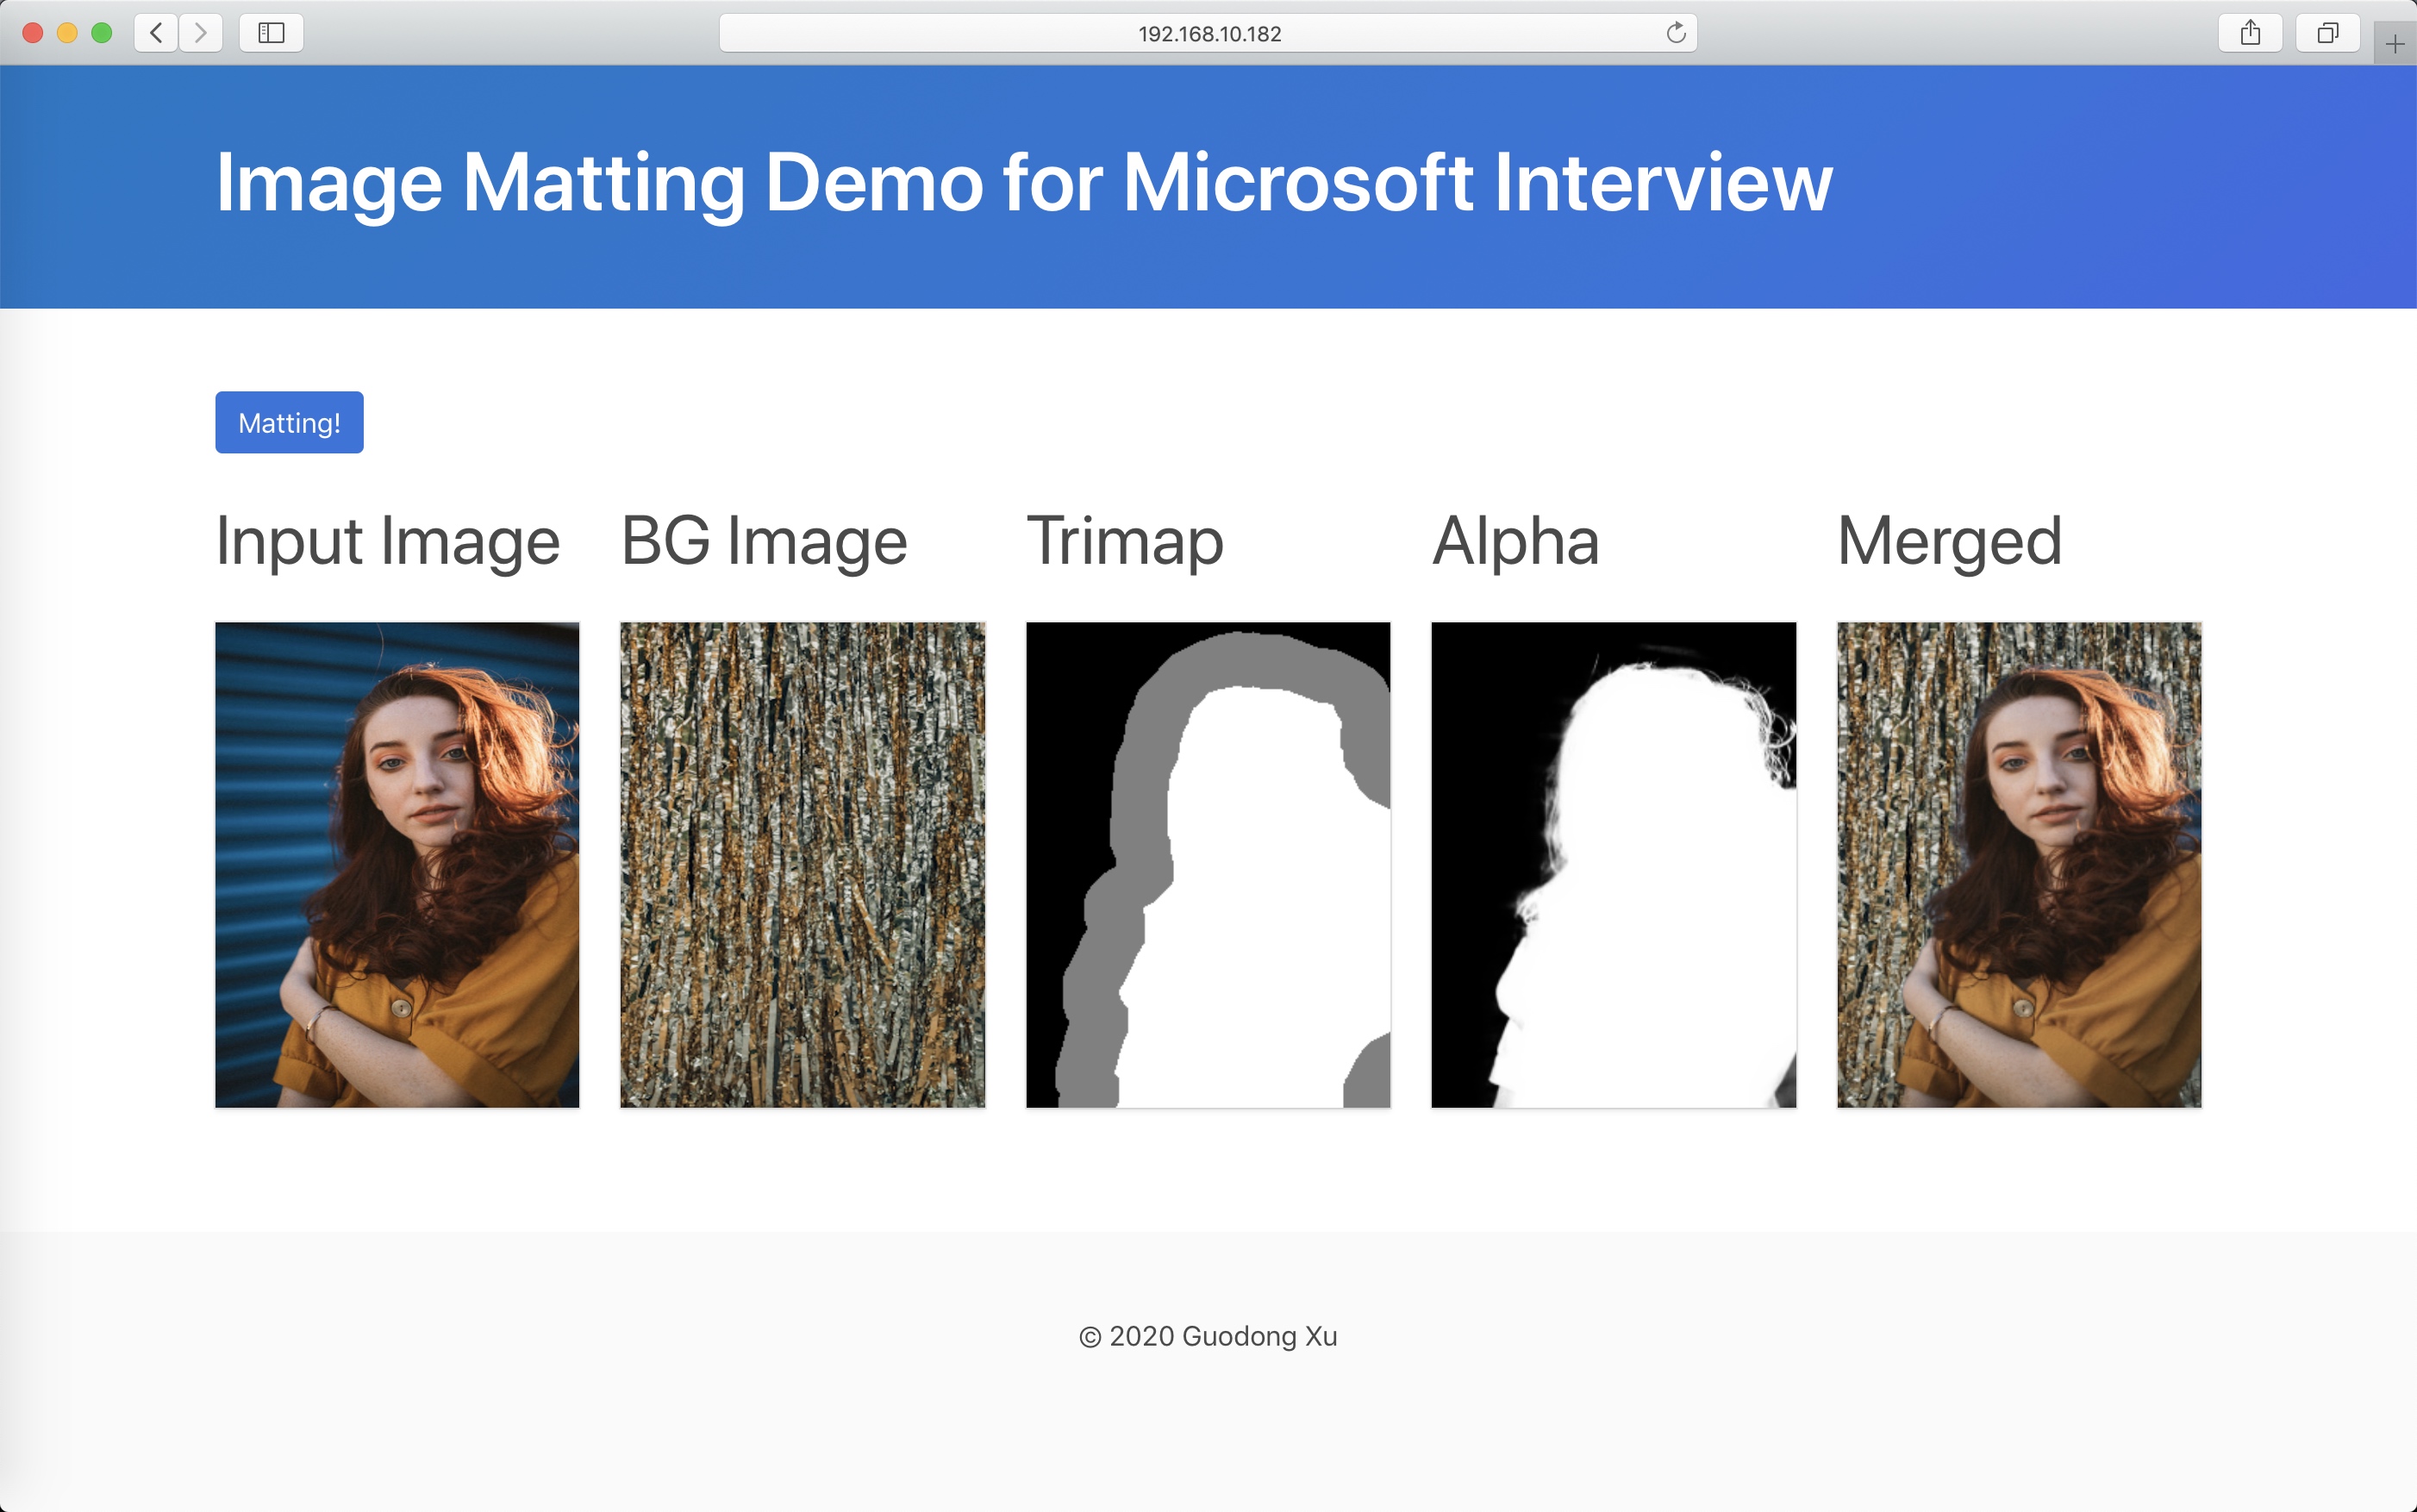 192.168.10.182
Image Matting Demo for Microsoft Interview
Matting!
Input Image
BG Image
Trimap
Alpha
Merged
© 2020 Guodong Xu